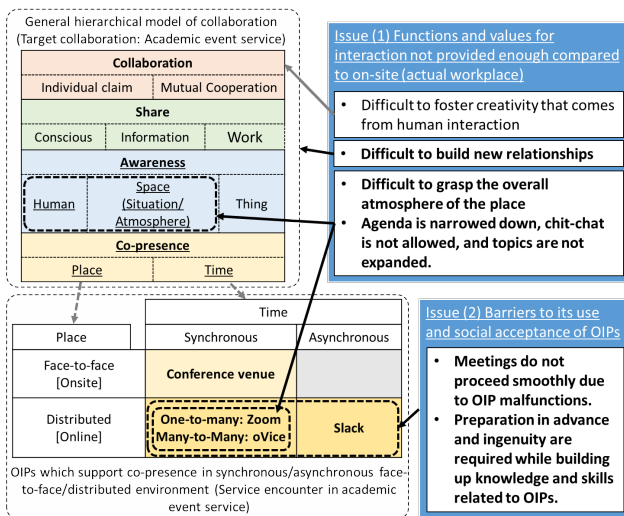 General hierarchical model of collaboration
(Target collaboration: Academic event service)
Collaboration
Individual claim
Mutual Cooperation
Share
Conscious
Information
Work
Awareness
Human
Space
(Situation/
Atmosphere)
Thing
Co-presence
Place
Time
Issue (1) Functions and values for
interaction not provided enough compared
to on-site (actual workplace)
• Difficult to foster creativity that comes
from human interaction
• Difficult to build new relationships
• Difficult to grasp the overall
atmosphere of the place
• Agenda is narrowed down, chit-chat
is not allowed, and topics are not
expanded.
Time
Place
Synchronous
Asynchronous
Face-to-face
[Onsite]
Conference venue
Distributed
[Online]
One-to-many: Zoom
Many-to-Many: oVice
Slack
OIPs which support co-presence in synchronous/asynchronous face-
to-face/distributed environment (Service encounter in academic
event service)
Issue (2) Barriers to its use
and social acceptance of OIPs
• Meetings do not
proceed smoothly due
to OIP malfunctions.
• Preparation in advance
and ingenuity are
required while building
up knowledge and skills
related to OIPs.